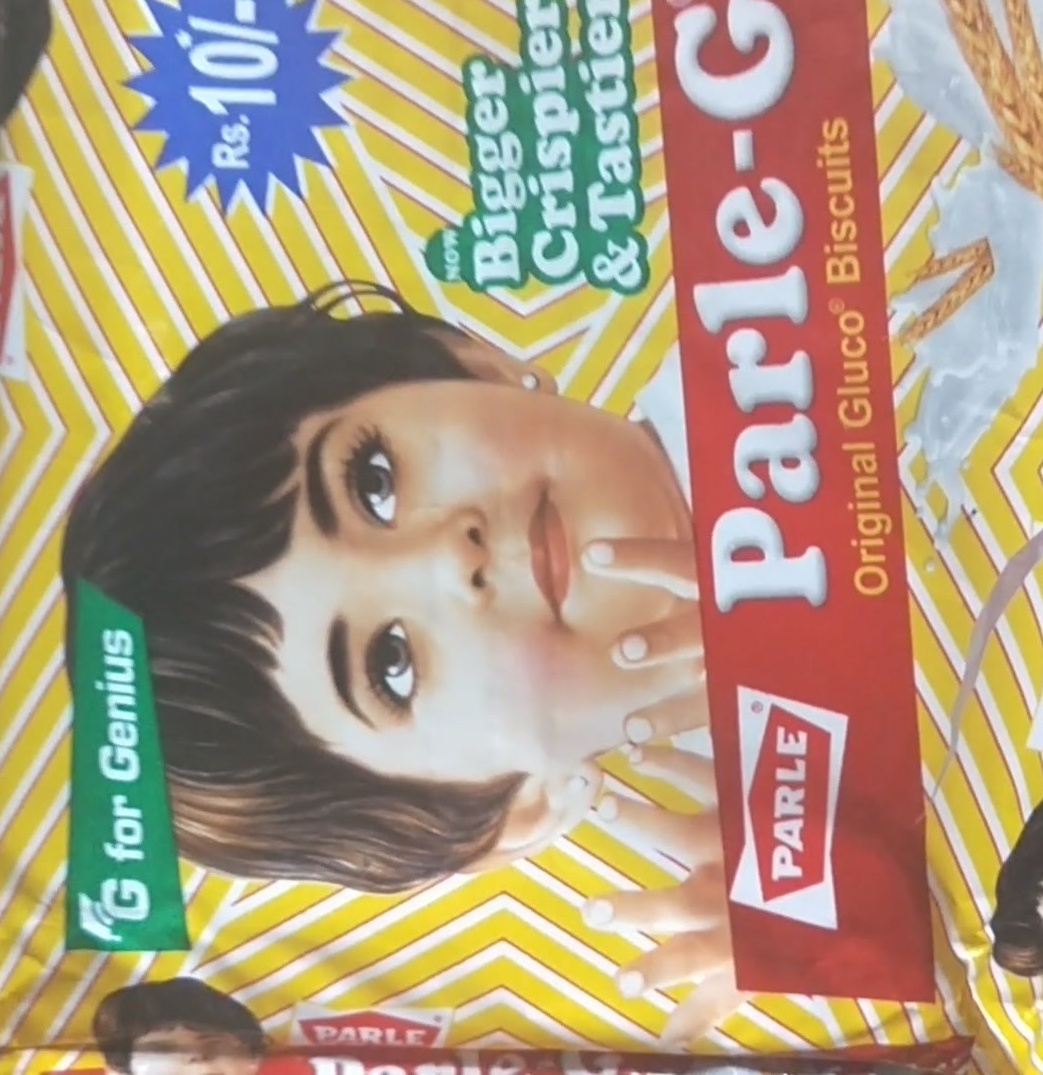 G for Genius
Rs. 10/-*
NOW
Bigger
Crispier
& Tastier
PARLE®
Parle-G
Original Gluco® Biscuits
PARLE